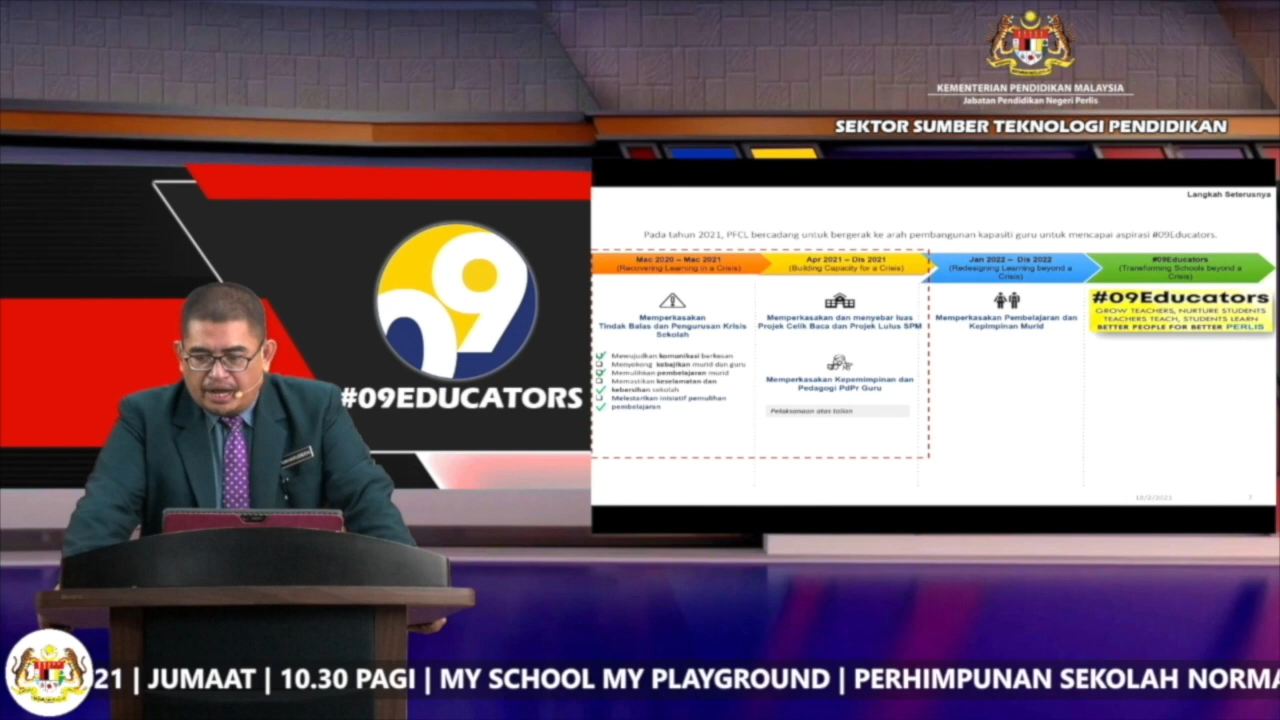 KEMENTERIAN PENDIDIKAN MALAYSIA
Jabatan Pendidikan Negeri Perlis
SEKTOR SUMBER TEKNOLOGI PENDIDIKAN
#09EDUCATORS
Langkah Seterusnya
Pada tahun 2021, PFCL bercadang untuk bergerak ke arah pembangunan kapasiti guru untuk mencapai aspirasi #09Educators.
Mac 2020 – Mac 2021
(Recovering Learning in a Crisis)
Apr 2021 – Dis 2021
(Building Capacity for a Crisis)
Jan 2022 – Dis 2022
(Redesigning Learning beyond a
Crisis)
#09Educators
(Transforming Schools beyond a
Crisis)
Memperkasakan
Tindak Balas dan Pengurusan Krisis
Sekolah
Mewujudkan komunikasi berkesan
Menyokong kebajikan murid dan guru
Memulihkan pembelajaran murid
Memastikan keselamatan dan
kebersihan sekolah
Melestarikan inisiatif pemulihan
pembelajaran
Memperkasakan dan menyebar luas
Projek Celik Baca dan Projek Lulus SPM
Memperkasakan Kepemimpinan dan
Pedagogi PdPr Guru
Pelaksanaan atas talian
Memperkasakan Pembelajaran dan
Kepimpinan Murid
#09Educators
GROW TEACHERS, NURTURE STUDENTS
TEACHERS TEACH, STUDENTS LEARN
BETTER PEOPLE FOR BETTER PERLIS
7
21 | JUMAAT | 10.30 PAGI | MY SCHOOL MY PLAYGROUND | PERHIMPUNAN SEKOLAH NORMA